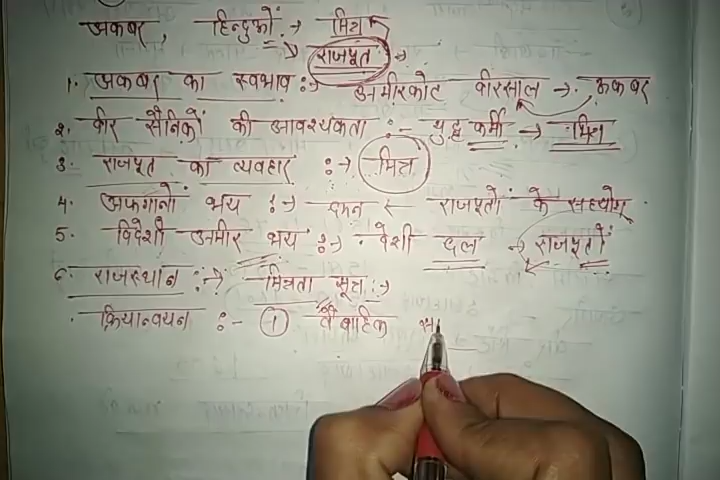 अकबर, हिन्दुओं :→ मित्र
राजपूत :→
1. अकबर का स्वभाव :→ अमीरकोट वीरसाल → अकबर
2. वीर सैनिकों की आवश्यकता :- युद्ध कर्मी → मित्र
3. राजपूत का व्यवहार :→ मित्र
4. अफगानो भय :→ दमन ← राजपूतों के सहयोग
5. विदेशी अमीर भय :→ देशी दल → राजपूतों
6. राजस्थान :→ मित्रता सूत्र :→
क्रियान्वयन :- 1 वैवाहिक स